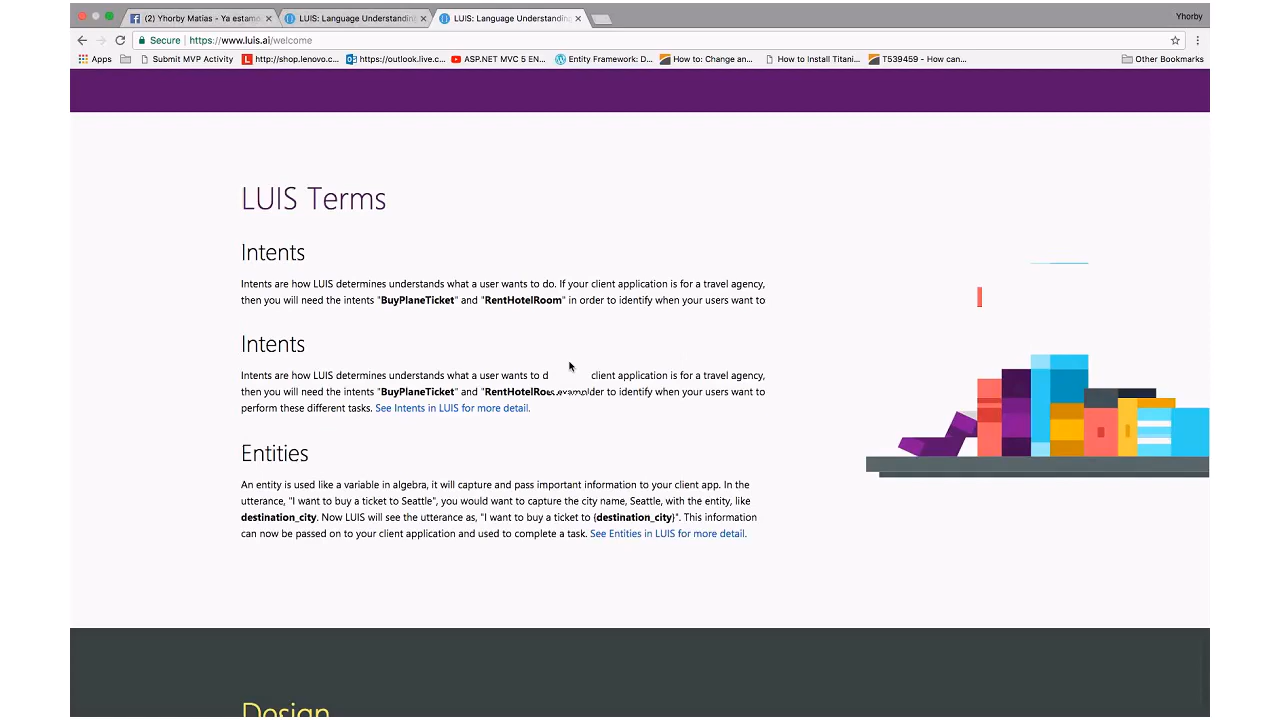 (2) Yhorby Matias - Ya estamo
LUIS: Language Understandin
LUIS: Language Understandin
Yhorby
Secure
https://www.luis.ai/welcome
Apps
Submit MVP Activity
http://shop.lenovo.c...
https://outlook.live.c...
ASP.NET MVC 5 EN...
Entity Framework: D...
How to: Change an...
How to Install Titani...
T539459 - How can...
Other Bookmarks
LUIS Terms
Intents
Intents are how LUIS determines understands what a user wants to do. If your client application is for a travel agency,
then you will need the intents "BuyPlaneTicket" and "RentHotelRoom" in order to identify when your users want to
Intents
Intents are how LUIS determines understands what a user wants to d client application is for a travel agency,
then you will need the intents "BuyPlaneTicket" and to identify when your users want to
perform these different tasks. See Intents in LUIS for more detail.
Entities
An entity is used like a variable in algebra, it will capture and pass important information to your client app. In the
utterance, "I want to buy a ticket to Seattle", you would want to capture the city name, Seattle, with the entity, like
destination_city. Now LUIS will see the utterance as, "I want to buy a ticket to {destination_city}". This information
can now be passed on to your client application and used to complete a task. See Entities in LUIS for more detail.
Design